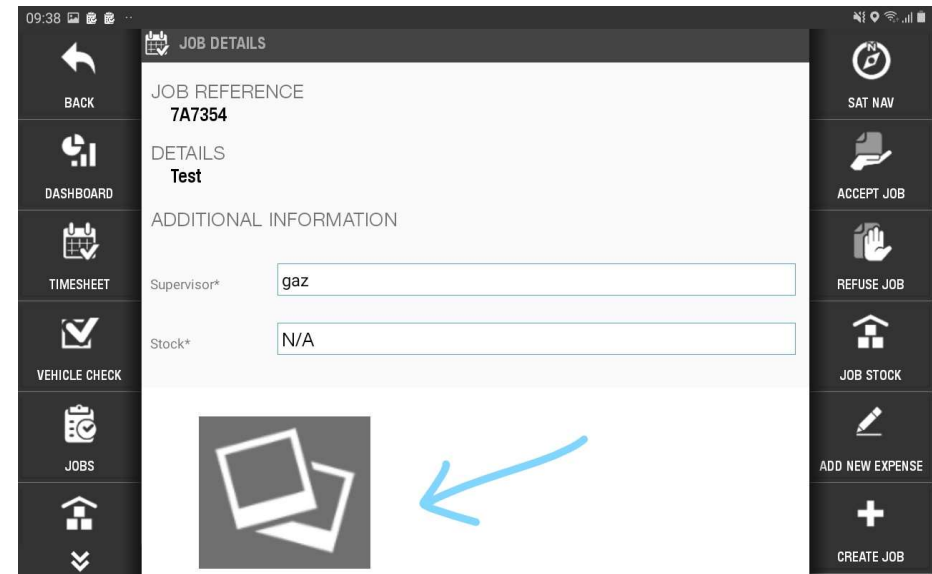 09:38
JOB DETAILS
BACK
DASHBOARD
TIMESHEET
VEHICLE CHECK
JOBS
JOB REFERENCE
7A7354
DETAILS
Test
ADDITIONAL INFORMATION
Supervisor* gaz
Stock* N/A
SAT NAV
ACCEPT JOB
REFUSE JOB
JOB STOCK
ADD NEW EXPENSE
CREATE JOB